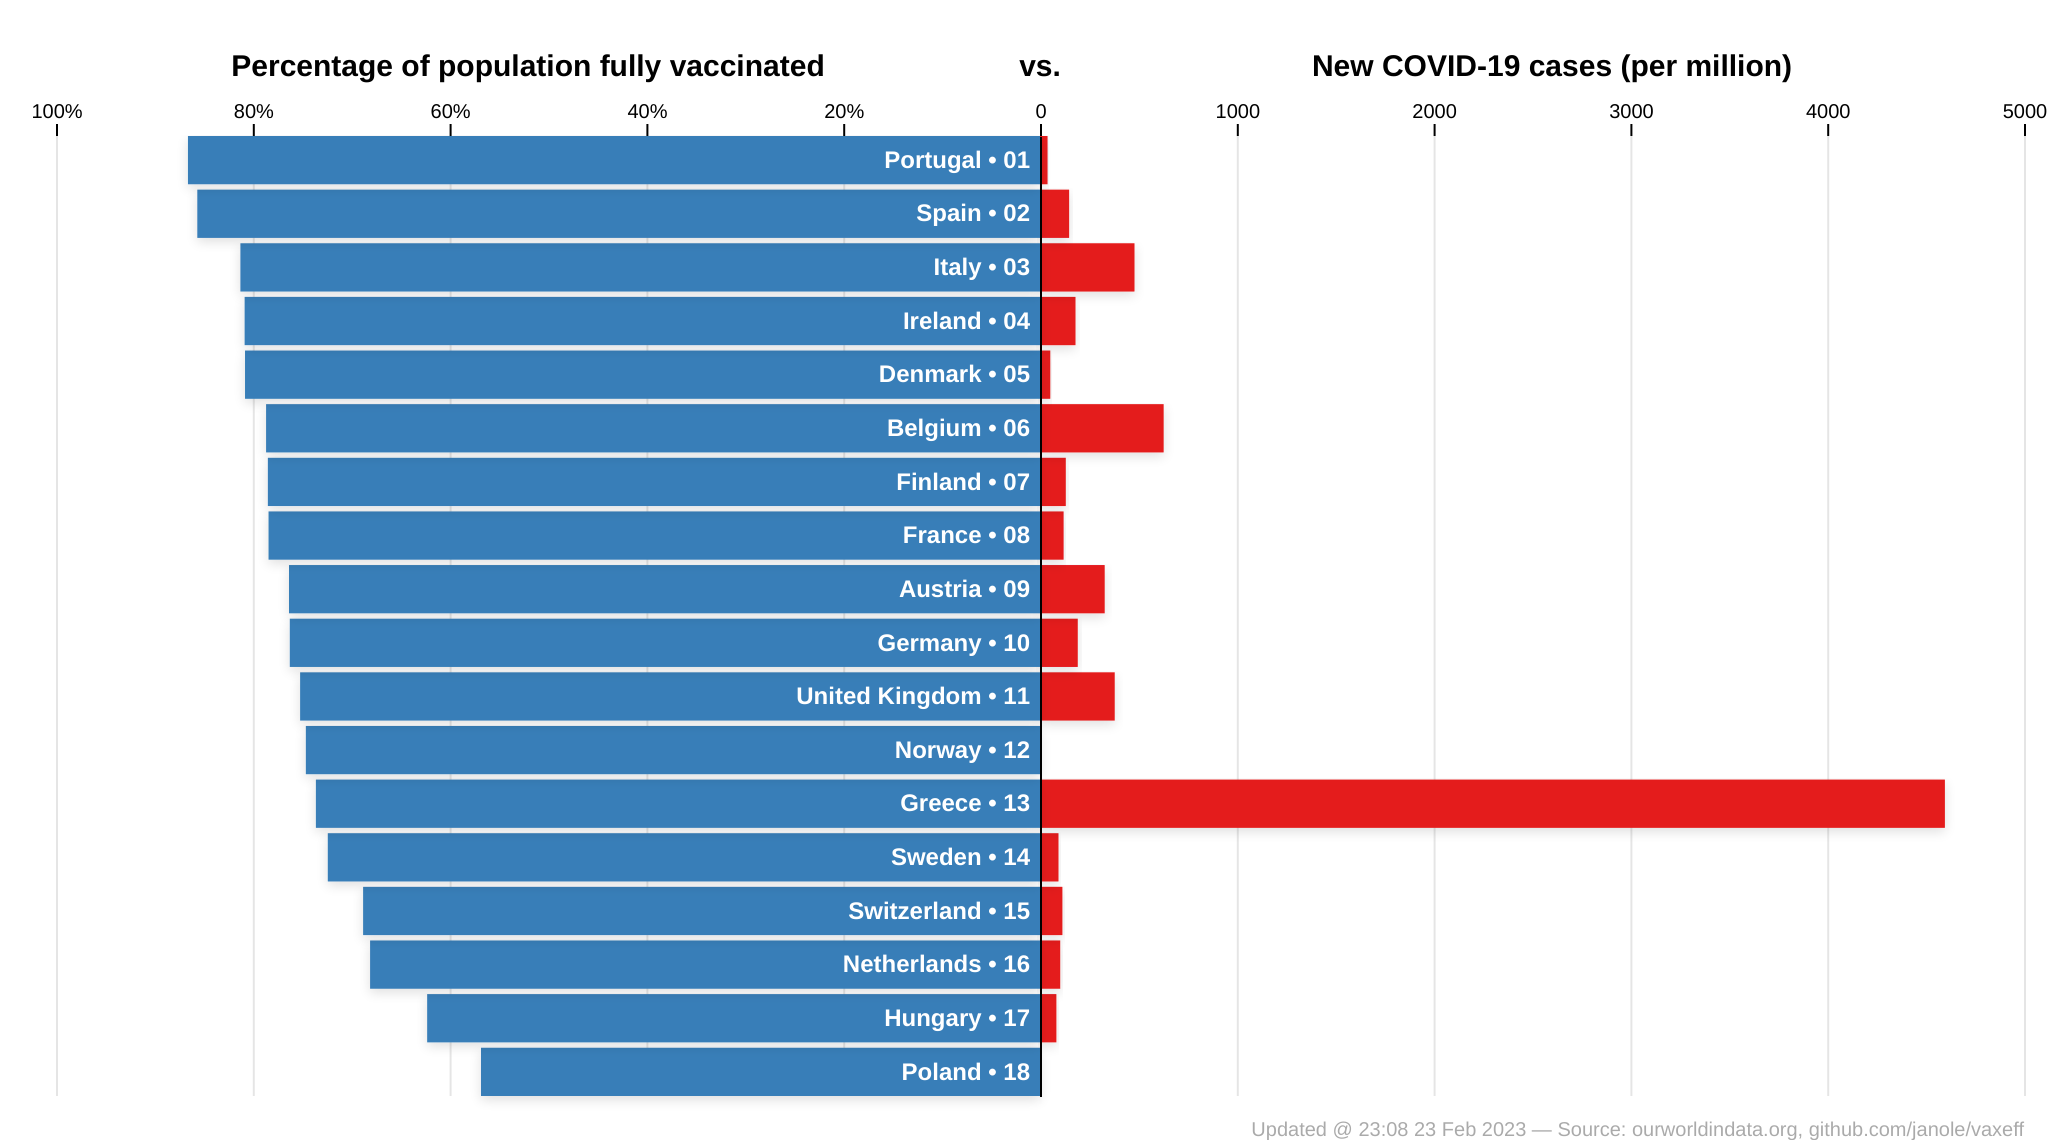 Percentage of population fully vaccinated vs. New COVID-19 cases (per million)
100% 80% 60% 40% 20% 0 1000 2000 3000 4000 5000
Portugal • 01
Spain • 02
Italy • 03
Ireland • 04
Denmark • 05
Belgium • 06
Finland • 07
France • 08
Austria • 09
Germany • 10
United Kingdom • 11
Norway • 12
Greece • 13
Sweden • 14
Switzerland • 15
Netherlands • 16
Hungary • 17
Poland • 18
Updated @ 23:08 23 Feb 2023 — Source: ourworldindata.org, github.com/janole/vaxeff